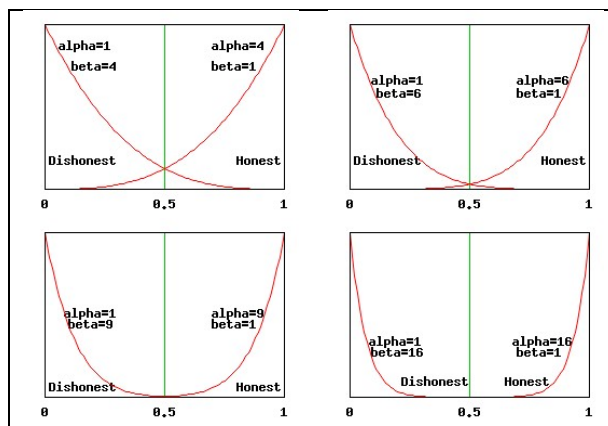 alpha=1 alpha=4
beta=4 beta=1
Dishonest Honest
0 0.5 1
alpha=1 alpha=6
beta=6 beta=1
Dishonest Honest
0 0.5 1
alpha=1 alpha=9
beta=9 beta=1
Dishonest Honest
0 0.5 1
alpha=1 alpha=16
beta=16 beta=1
Dishonest Honest
0 0.5 1